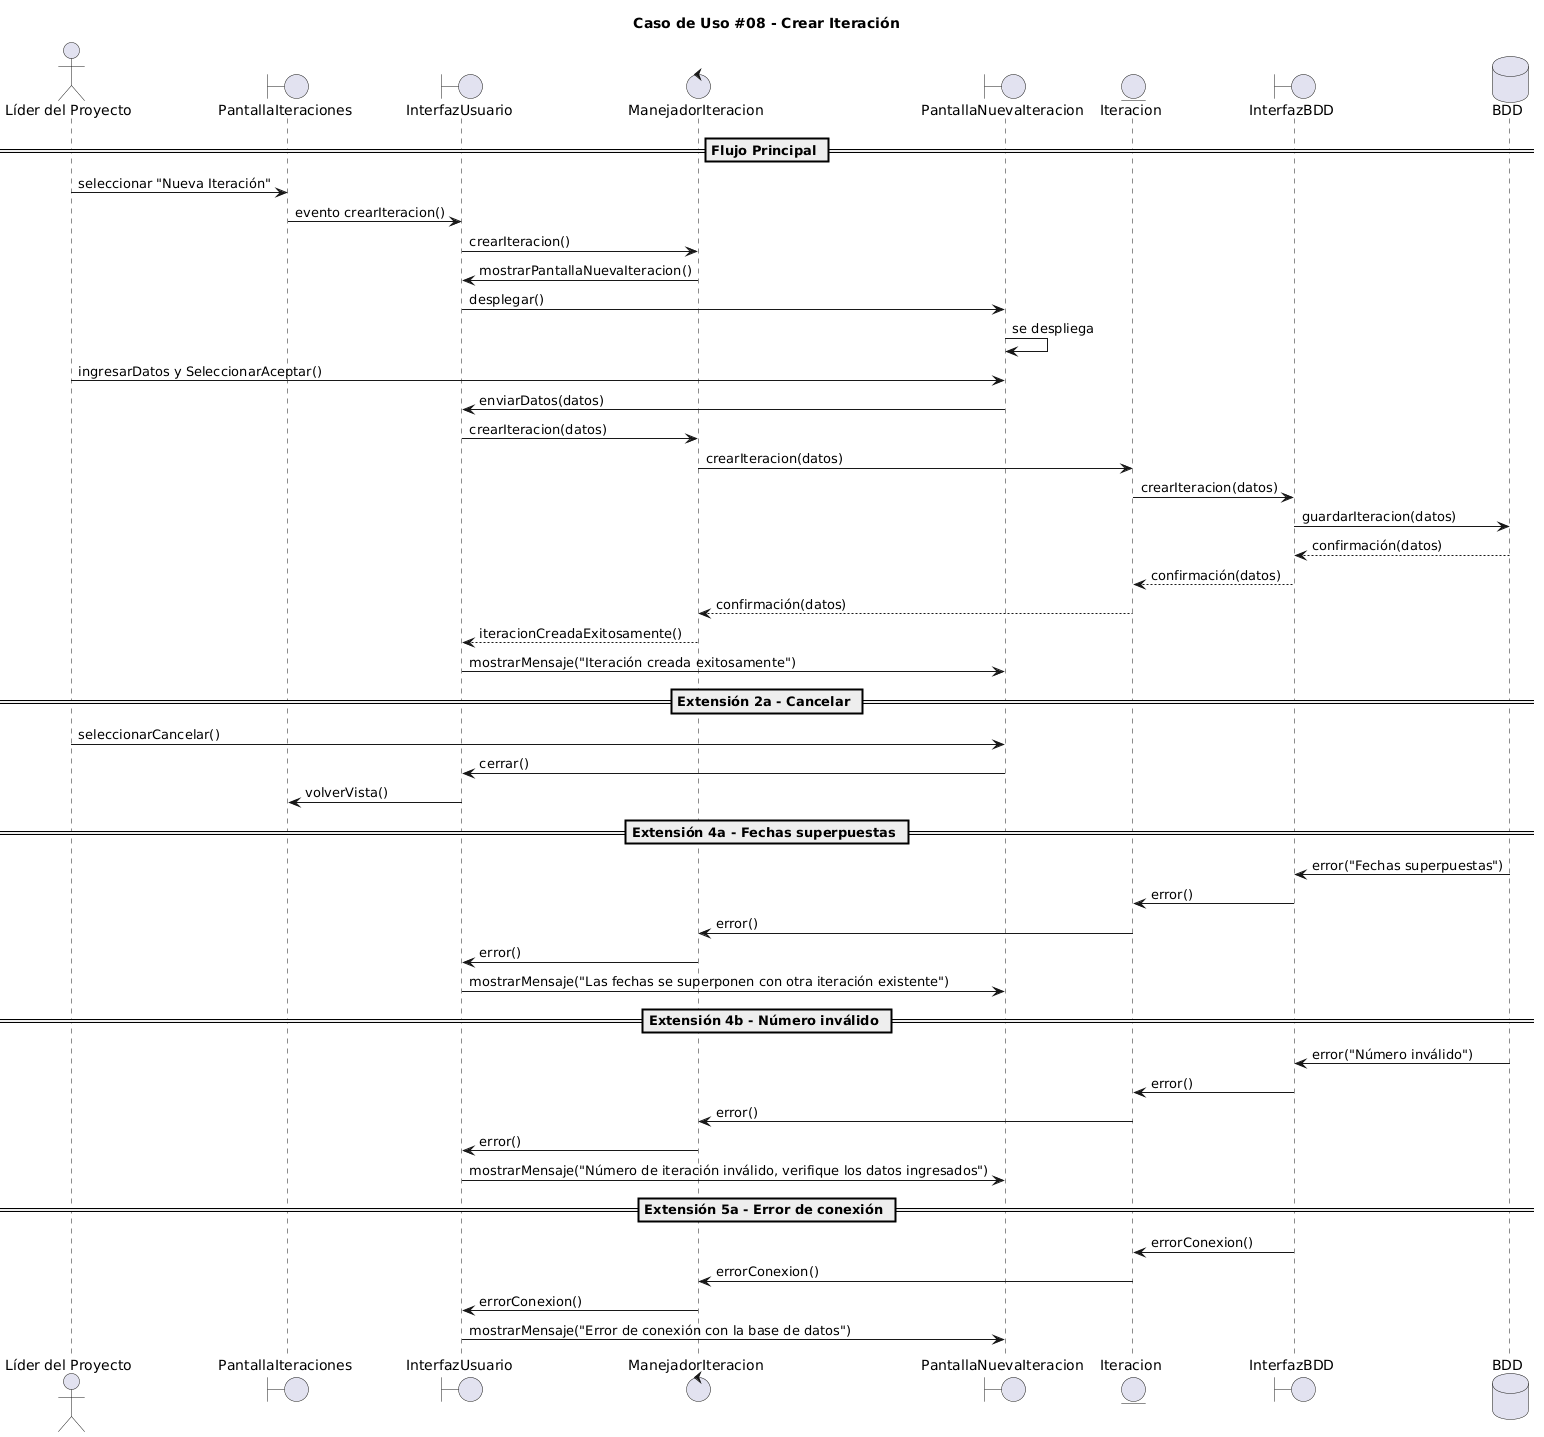 Caso de Uso #08 - Crear Iteración
Líder del Proyecto
PantallaIteraciones
InterfazUsuario
ManejadorIteracion
PantallaNuevaIteracion
Iteracion
InterfazBDD
BDD
Flujo Principal
seleccionar "Nueva Iteración"
evento crearIteracion()
crearIteracion()
mostrarPantallaNuevaIteracion()
desplegar()
se despliega
ingresarDatos y SeleccionarAceptar()
enviarDatos(datos)
crearIteracion(datos)
crearIteracion(datos)
crearIteracion(datos)
guardarIteracion(datos)
confirmación(datos)
confirmación(datos)
confirmación(datos)
iteracionCreadaExitosamente()
mostrarMensaje("Iteración creada exitosamente")
Extensión 2a - Cancelar
seleccionarCancelar()
cerrar()
volverVista()
Extensión 4a - Fechas superpuestas
error("Fechas superpuestas")
error()
error()
error()
mostrarMensaje("Las fechas se superponen con otra iteración existente")
Extensión 4b - Número inválido
error("Número inválido")
error()
error()
error()
mostrarMensaje("Número de iteración inválido, verifique los datos ingresados")
Extensión 5a - Error de conexión
errorConexion()
errorConexion()
errorConexion()
mostrarMensaje("Error de conexión con la base de datos")
Líder del Proyecto
PantallaIteraciones
InterfazUsuario
ManejadorIteracion
PantallaNuevaIteracion
Iteracion
InterfazBDD
BDD